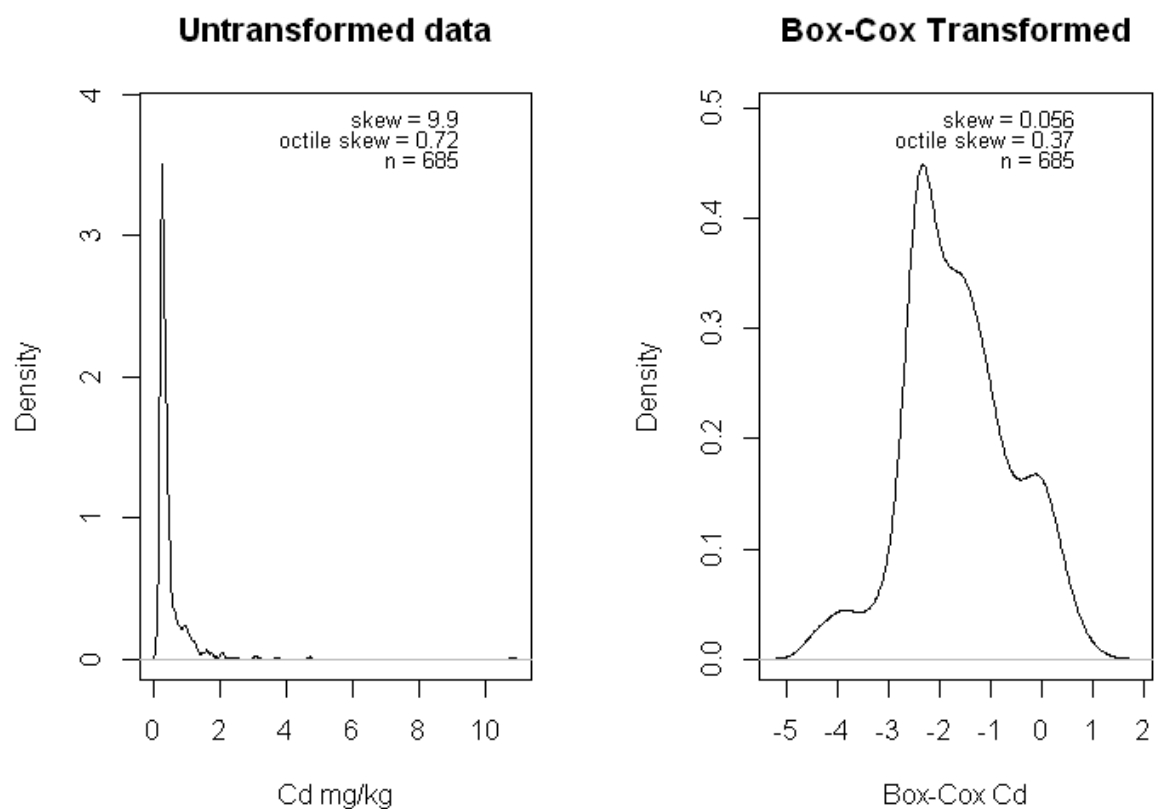 Untransformed data
skew = 9.9
octile skew = 0.72
n = 685
4
3
2
1
0
Density
0 2 4 6 8 10
Cd mg/kg
Box-Cox Transformed
skew = 0.056
octile skew = 0.37
n = 685
0.5
0.4
0.3
0.2
0.1
0.0
Density
-5 -4 -3 -2 -1 0 1 2
Box-Cox Cd